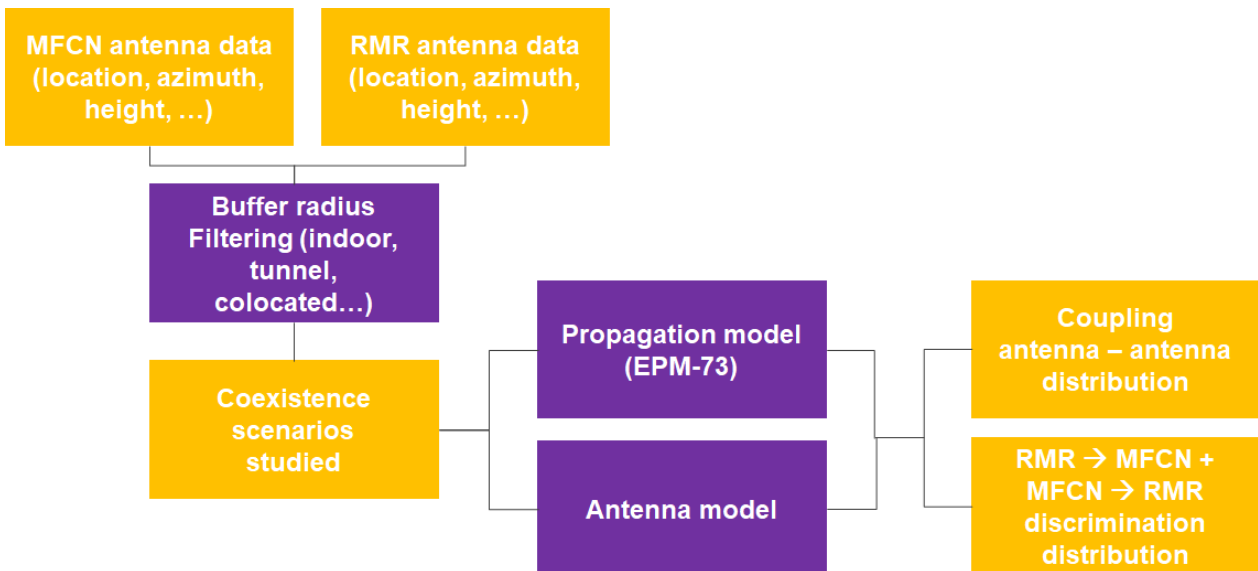 MFCN antenna data
(location, azimuth,
height, …)
RMR antenna data
(location, azimuth,
height, …)
Buffer radius
Filtering (indoor,
tunnel,
colocated…)
Coexistence
scenarios
studied
Propagation model
(EPM-73)
Antenna model
Coupling
antenna – antenna
distribution
RMR → MFCN +
MFCN → RMR
discrimination
distribution